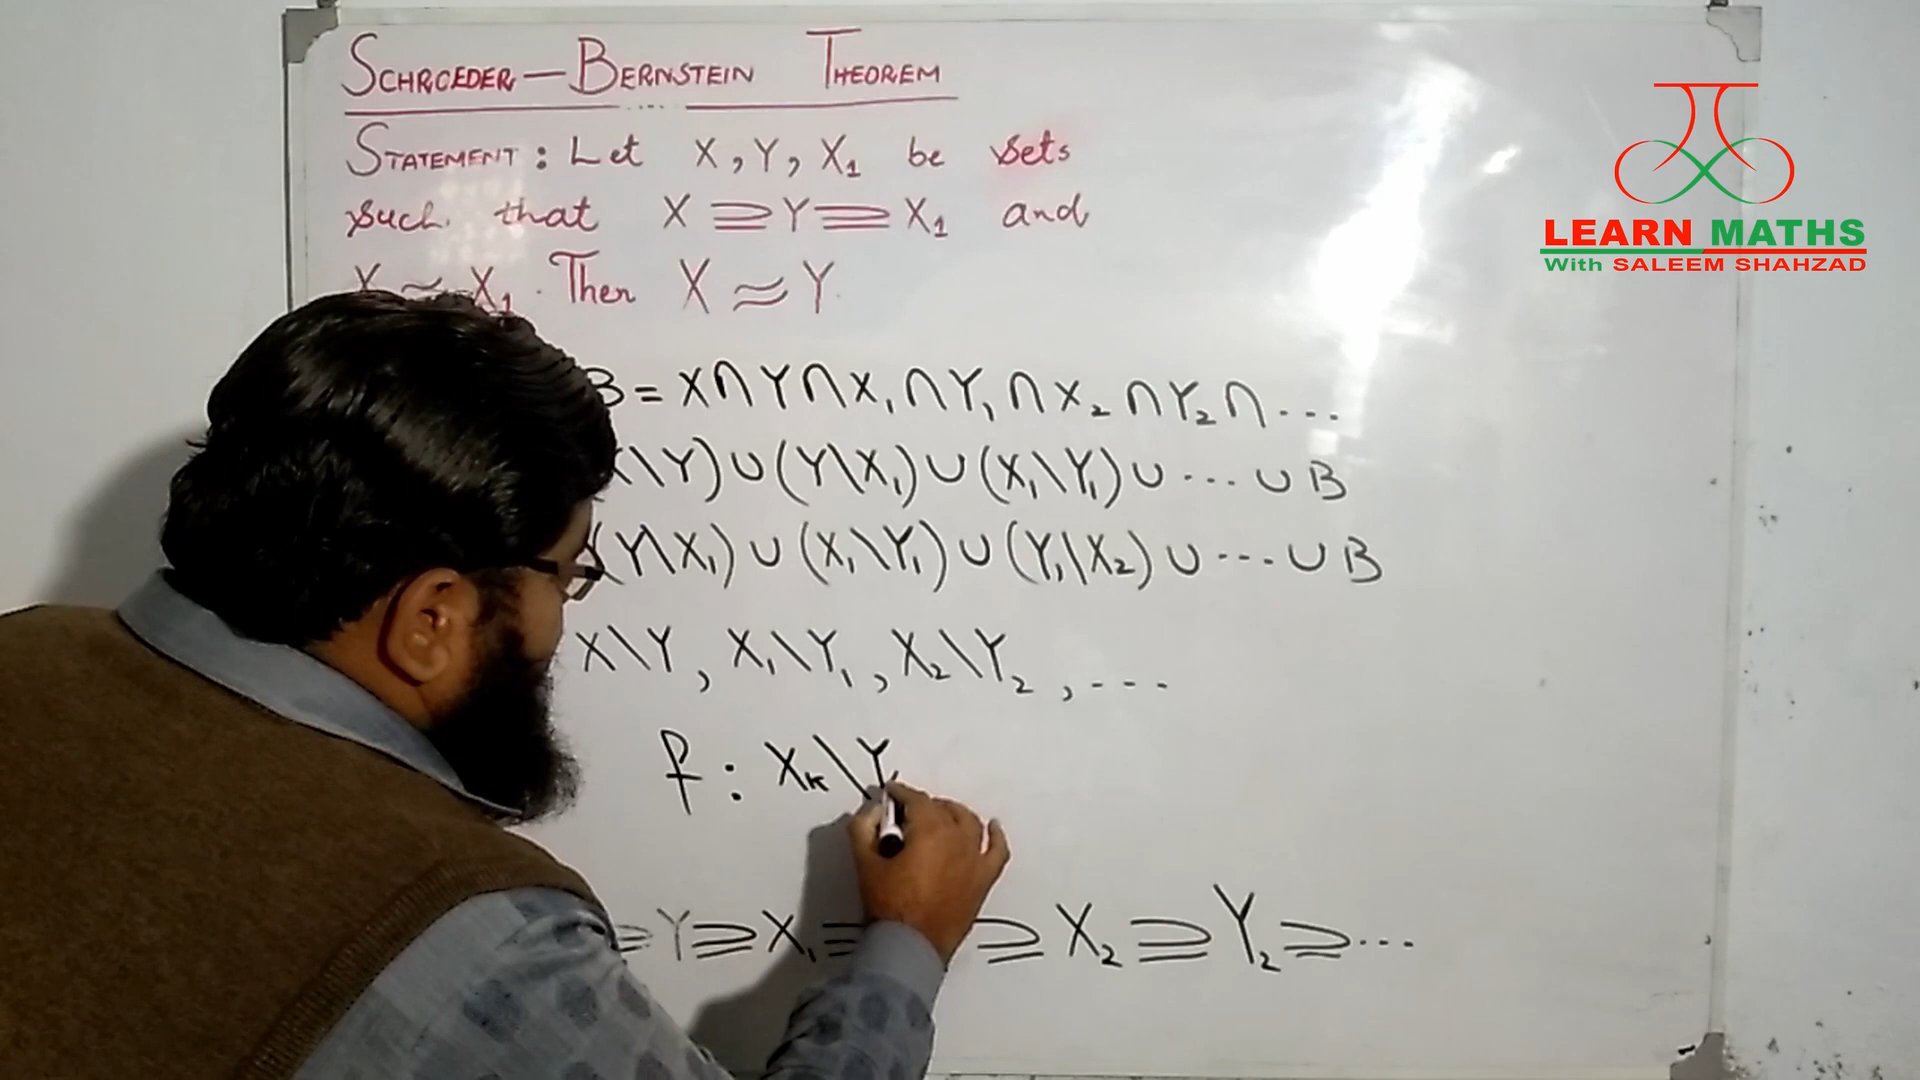 SCHROEDER — BERNSTEIN THEOREM
STATEMENT : Let X , Y , X₁ be sets
such that X ⊇ Y ⊇ X₁ and
X ≈ X₁ . Then X ≈ Y
B = X ∩ Y ∩ X₁ ∩ Y₁ ∩ X₂ ∩ Y₂ ∩ ...
X\Y) ∪ (Y\X₁) ∪ (X₁\Y₁) ∪ ... ∪ B
(Y\X₁) ∪ (X₁\Y₁) ∪ (Y₁\X₂) ∪ ... ∪ B
X\Y , X₁\Y₁ , X₂\Y₂ , ...
f : Xₖ\Y
⊇ Y ⊇ X₁ ⊇ ⊇ X₂ ⊇ Y₂ ⊇ ...
LEARN MATHS
With SALEEM SHAHZAD